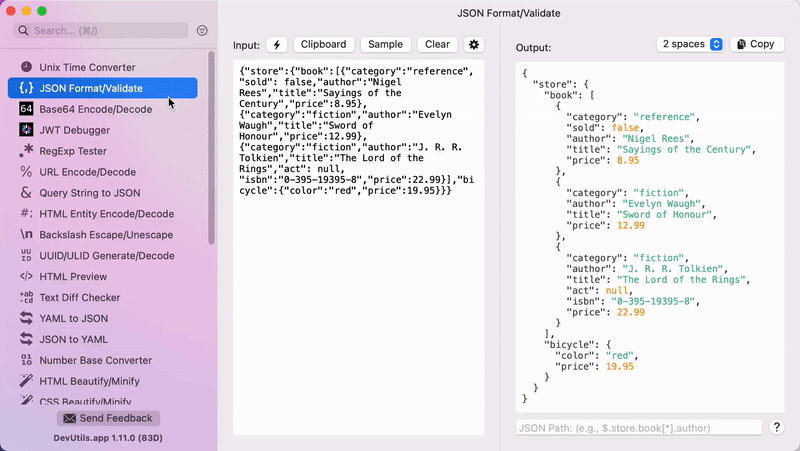 JSON Format/Validate
Search... (⌘/)
Unix Time Converter
{,} JSON Format/Validate
64 Base64 Encode/Decode
JWT Debugger
.* RegExp Tester
% URL Encode/Decode
& Query String to JSON
#; HTML Entity Encode/Decode
\n Backslash Escape/Unescape
UU ID UUID/ULID Generate/Decode
</> HTML Preview
+ab -cd Text Diff Checker
YAML to JSON
JSON to YAML
10 10 Number Base Converter
HTML Beautify/Minify
CSS Beautify/Minify
Send Feedback
DevUtils.app 1.11.0 (83D)
Input: Clipboard Sample Clear
{"store":{"book":[{"category":"reference",
"sold": false,"author":"Nigel
Rees","title":"Sayings of the
Century","price":8.95},
{"category":"fiction","author":"Evelyn
Waugh","title":"Sword of
Honour","price":12.99},
{"category":"fiction","author":"J. R. R.
Tolkien","title":"The Lord of the
Rings","act": null,
"isbn":"0-395-19395-8","price":22.99}],"bi
cycle":{"color":"red","price":19.95}}}
Output: 2 spaces Copy
{
"store": {
"book": [
{
"category": "reference",
"sold": false,
"author": "Nigel Rees",
"title": "Sayings of the Century",
"price": 8.95
},
{
"category": "fiction",
"author": "Evelyn Waugh",
"title": "Sword of Honour",
"price": 12.99
},
{
"category": "fiction",
"author": "J. R. R. Tolkien",
"title": "The Lord of the Rings",
"act": null,
"isbn": "0-395-19395-8",
"price": 22.99
}
],
"bicycle": {
"color": "red",
"price": 19.95
}
}
}
JSON Path: (e.g., $.store.book[*].author) ?